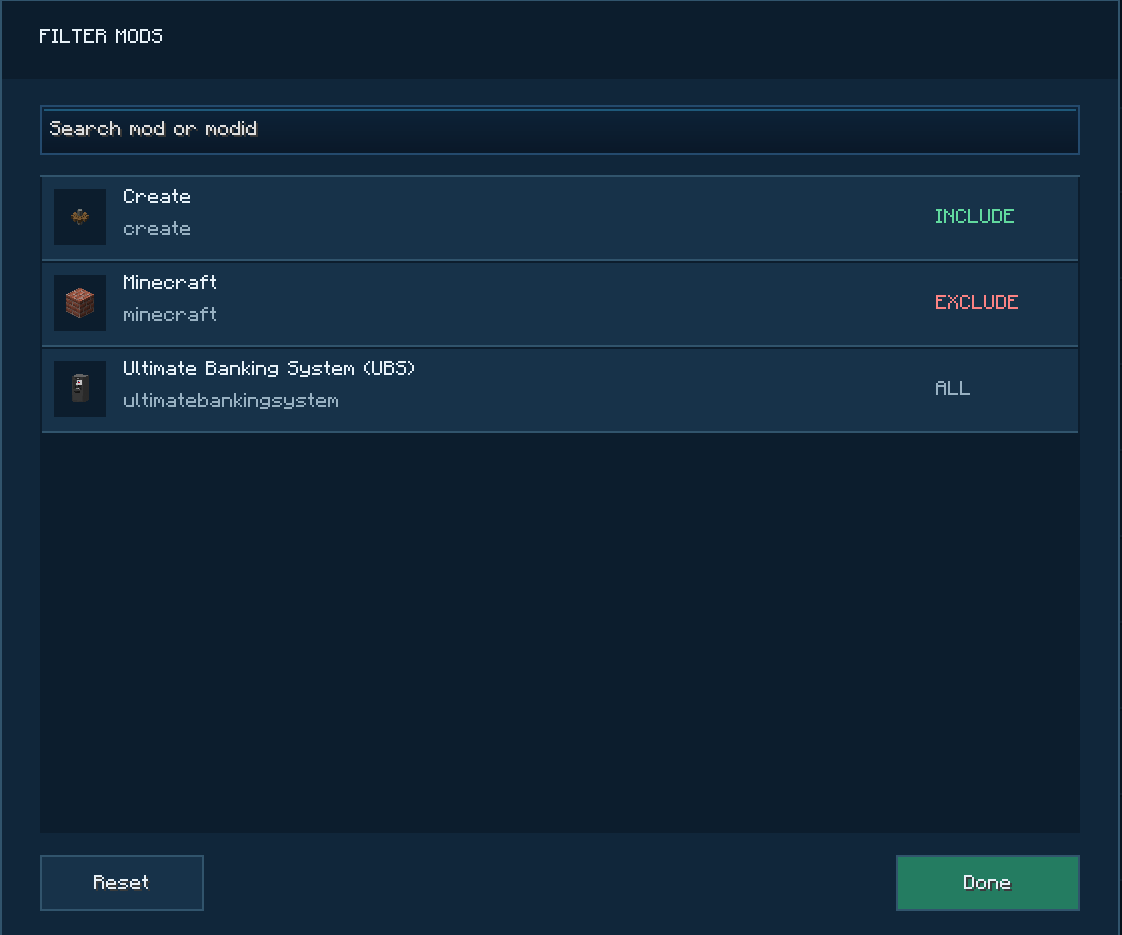 FILTER MODS
Search mod or modid
Create
create
INCLUDE
Minecraft
minecraft
EXCLUDE
Ultimate Banking System (UBS)
ultimatebankingsystem
ALL
Reset
Done